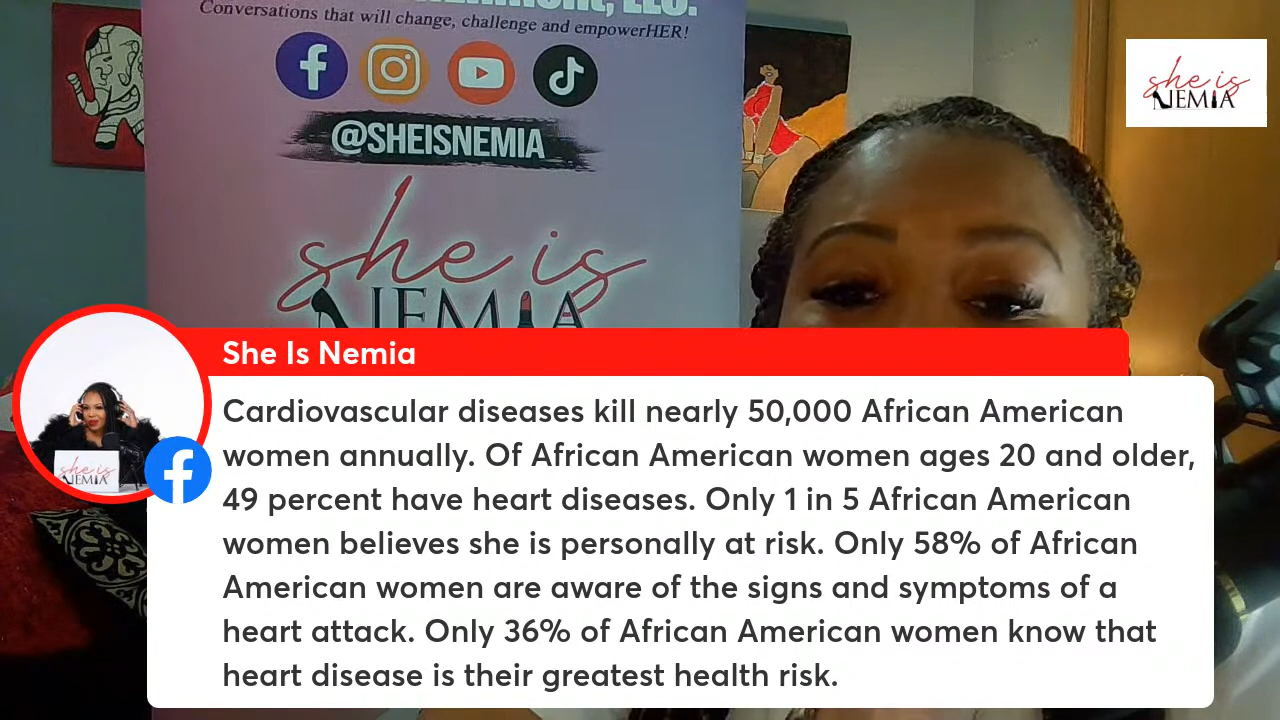 Conversations that will change, challenge and empowerHER!
@SHEISNEMIA
she is
NEMIA
she is
NEMIA
She Is Nemia
she is
NEMIA
Cardiovascular diseases kill nearly 50,000 African American
women annually. Of African American women ages 20 and older,
49 percent have heart diseases. Only 1 in 5 African American
women believes she is personally at risk. Only 58% of African
American women are aware of the signs and symptoms of a
heart attack. Only 36% of African American women know that
heart disease is their greatest health risk.